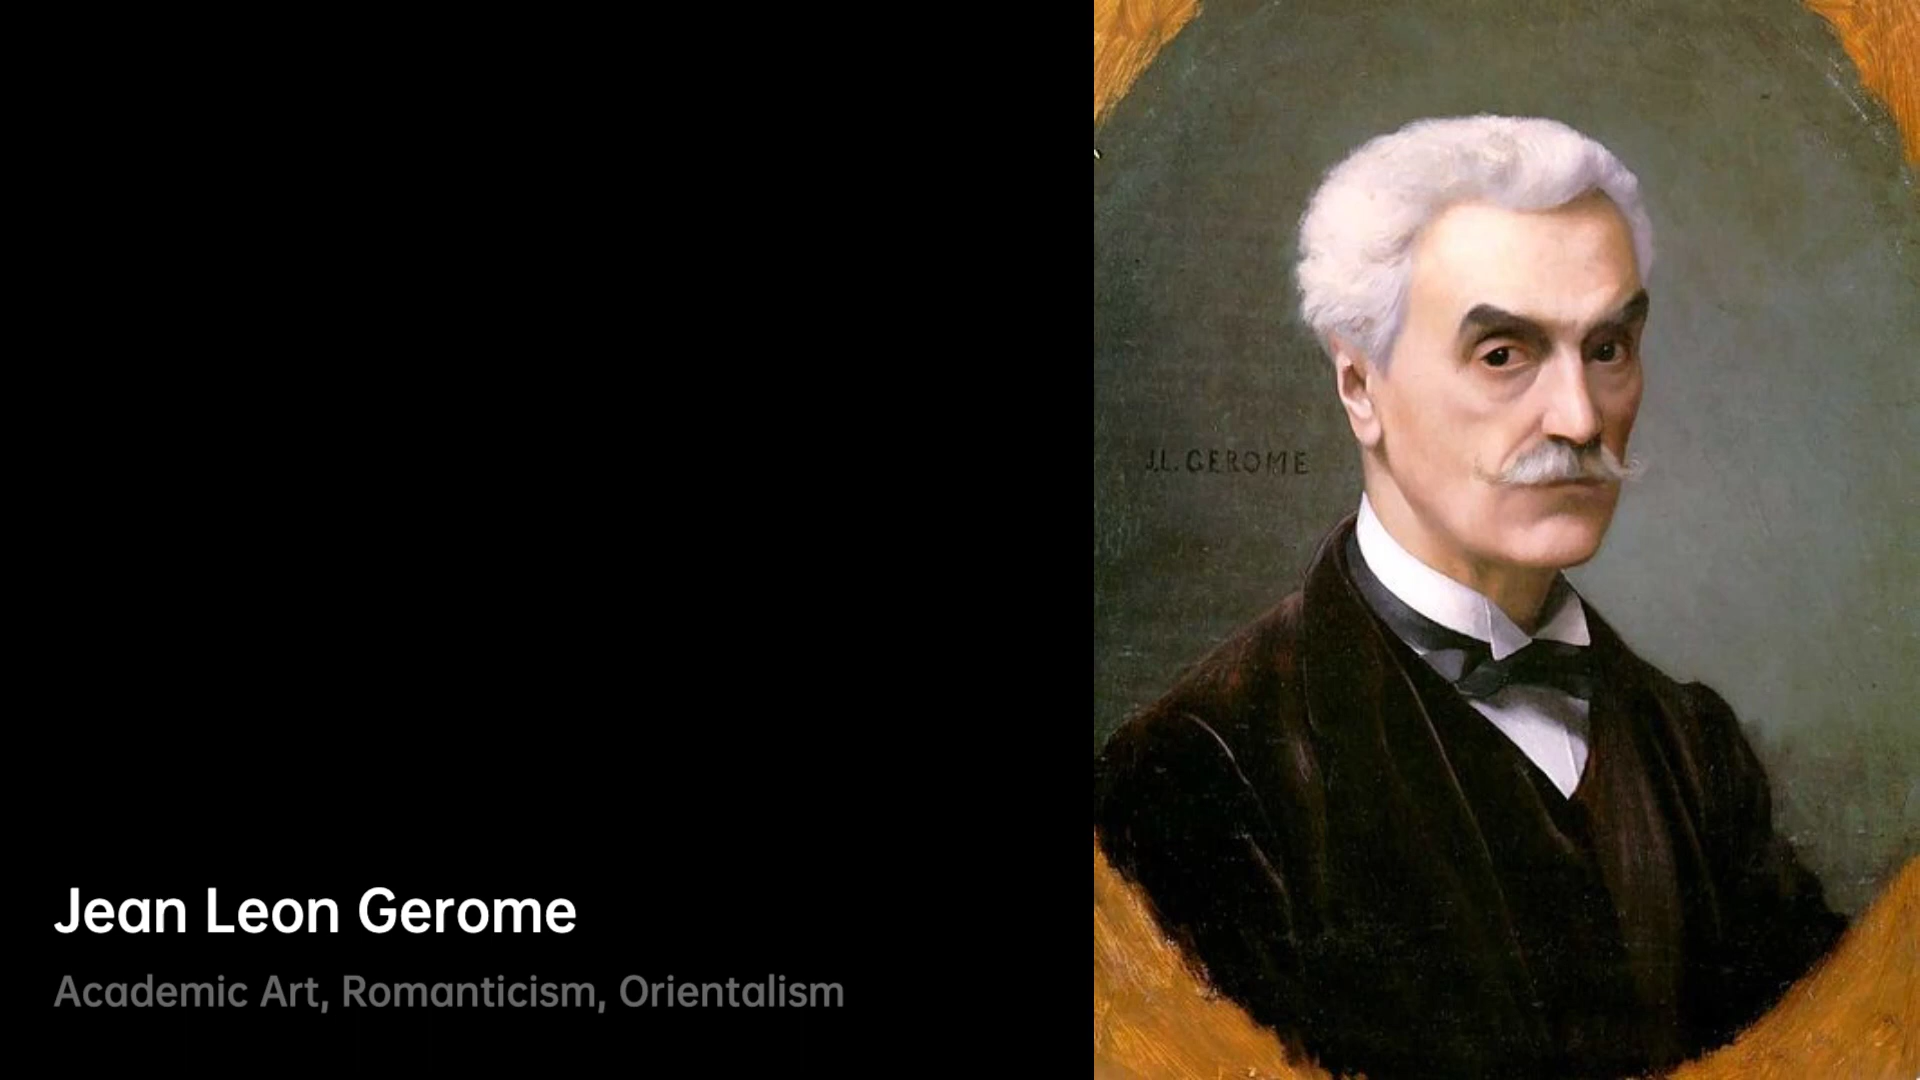 J.L. GEROME
Jean Leon Gerome
Academic Art, Romanticism, Orientalism